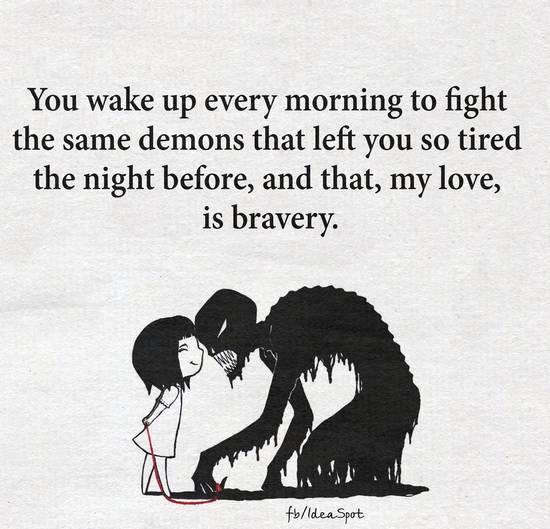 You wake up every morning to fight
the same demons that left you so tired
the night before, and that, my love,
is bravery.
fb/IdeaSpot